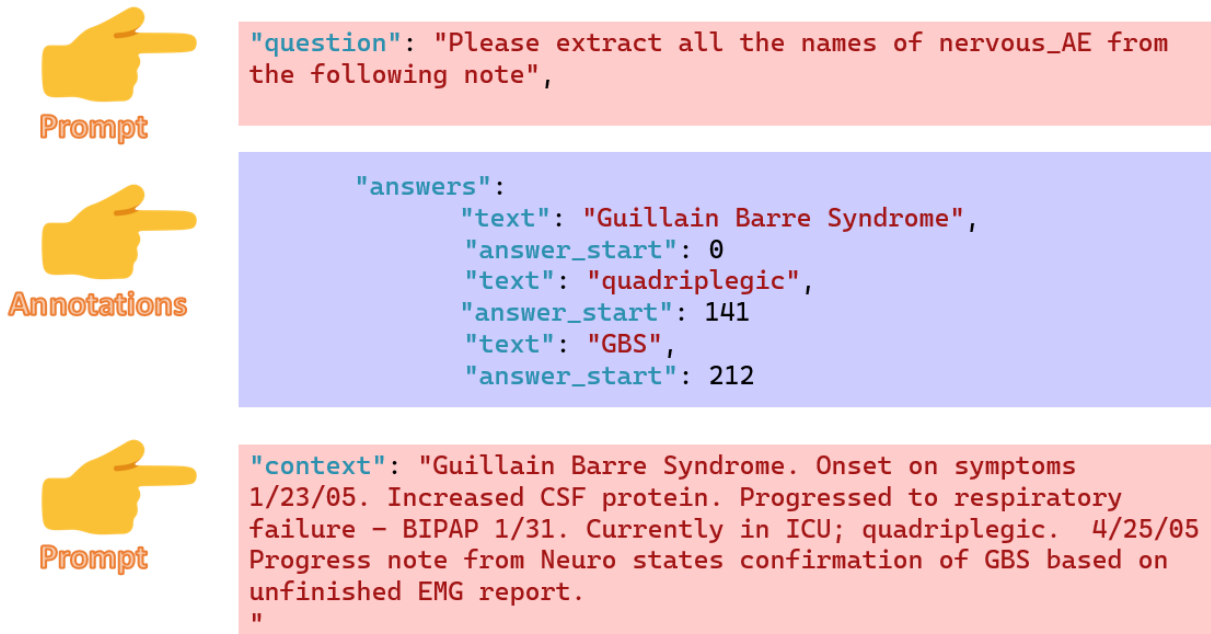 Prompt
"question": "Please extract all the names of nervous_AE from
the following note",
Annotations
"answers":
"text": "Guillain Barre Syndrome",
"answer_start": 0
"text": "quadriplegic",
"answer_start": 141
"text": "GBS",
"answer_start": 212
Prompt
"context": "Guillain Barre Syndrome. Onset on symptoms
1/23/05. Increased CSF protein. Progressed to respiratory
failure – BIPAP 1/31. Currently in ICU; quadriplegic.  4/25/05
Progress note from Neuro states confirmation of GBS based on
unfinished EMG report.
"